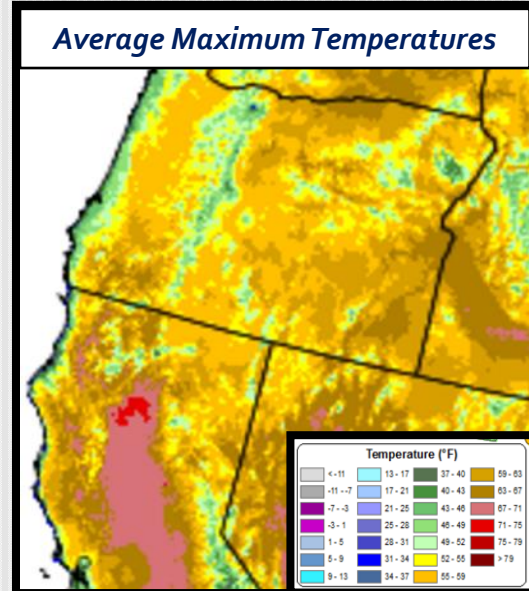 Average Maximum Temperatures
Temperature (°F)
< -11
-11 - -7
-7 - -3
-3 - 1
1 - 5
5 - 9
9 - 13
13 - 17
17 - 21
21 - 25
25 - 28
28 - 31
31 - 34
34 - 37
37 - 40
40 - 43
43 - 46
46 - 49
49 - 52
52 - 55
55 - 59
59 - 63
63 - 67
67 - 71
71 - 75
75 - 79
> 79